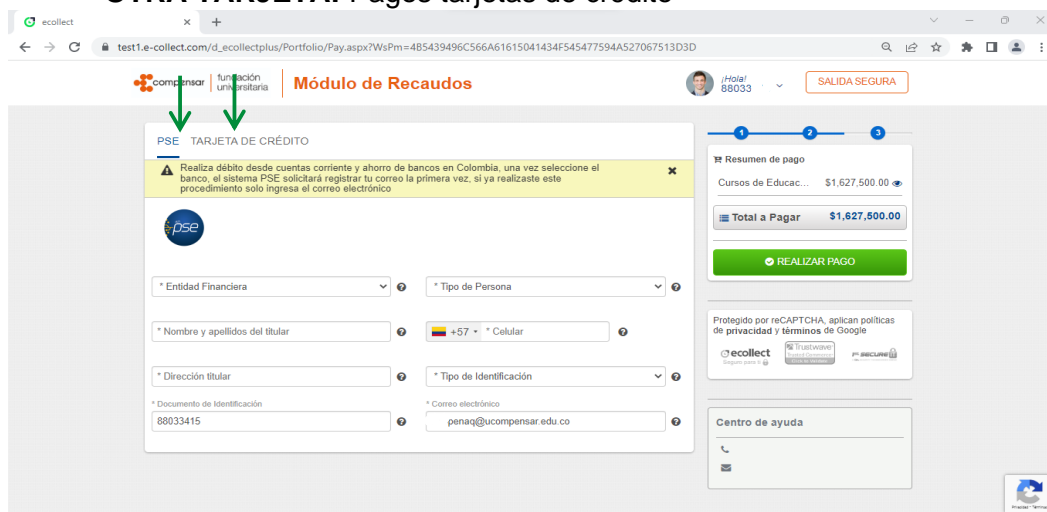 OTRA TARJETA: Pagos tarjetas de crédito
ecollect
test1.e-collect.com/d_ecollectplus/Portfolio/Pay.aspx?WsPm=4B5439496C566A61615041434F545477594A527067513D3D
compensar fundación universitaria Módulo de Recaudos
¡Hola!
88033
SALIDA SEGURA
PSE TARJETA DE CRÉDITO
Realiza débito desde cuentas corriente y ahorro de bancos en Colombia, una vez seleccione el
banco, el sistema PSE solicitará registrar tu correo la primera vez, si ya realizaste este
procedimiento solo ingresa el correo electrónico
pse
* Entidad Financiera
* Tipo de Persona
* Nombre y apellidos del titular
+57 * Celular
* Dirección titular
* Tipo de Identificación
* Documento de Identificación
88033415
* Correo electrónico
penaq@ucompensar.edu.co
1 2 3
Resumen de pago
Cursos de Educac... $1,627,500.00
Total a Pagar $1,627,500.00
REALIZAR PAGO
Protegido por reCAPTCHA, aplican políticas
de privacidad y términos de Google
ecollect
Trustwave
SECURE
Centro de ayuda